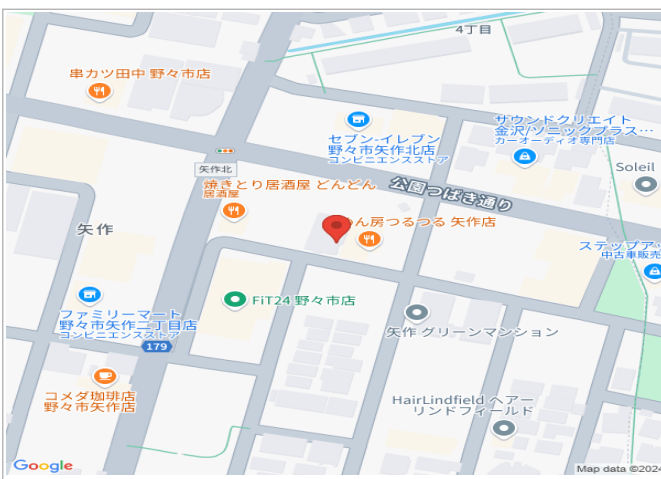 4丁目
串カツ田中 野々市店
セブン-イレブン
野々市矢作北店
コンビニエンスストア
サウンドクリエイト
金沢/ソニックプラス…
カーオーディオ専門店
矢作北
Soleil
焼きとり居酒屋 どんどん
居酒屋
公園つばき通り
矢作
ん房つるつる 矢作店
ステップア
中古車販売
FiT24 野々市店
ファミリーマート
野々市矢作二丁目店
コンビニエンスストア
矢作 グリーンマンション
179
コメダ珈琲店
野々市矢作店
HairLindfield ヘアー
リンドフィールド
Google
Map data ©2024